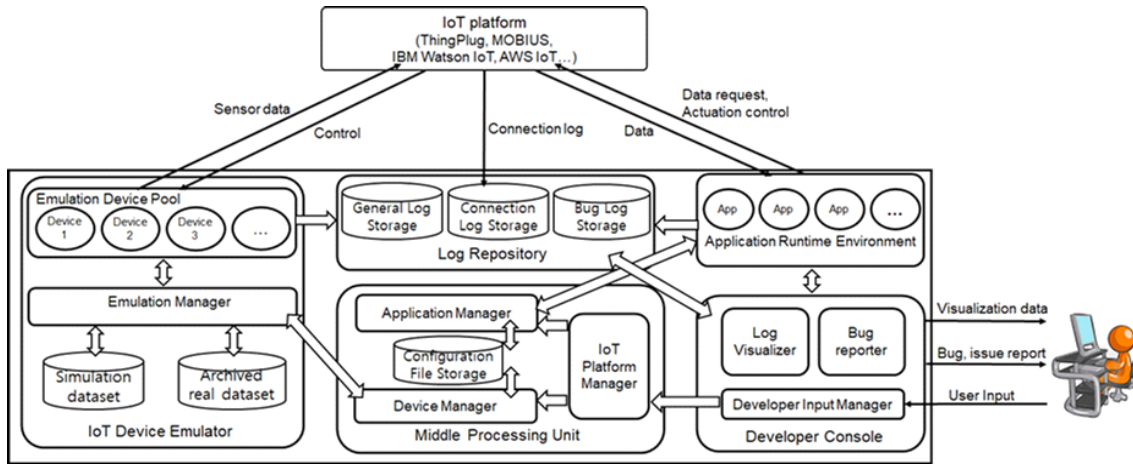 IoT platform
(ThingPlug, MOBIUS,
IBM Watson IoT, AWS IoT…)
Sensor data
Control
Connection log
Data
Data request,
Actuation control
Emulation Device Pool
Device
1
Device
2
Device
3
…
General Log
Storage
Connection
Log Storage
Bug Log
Storage
Log Repository
App
App
App
…
Application Runtime Environment
Emulation Manager
Simulation
dataset
Archived
real dataset
IoT Device Emulator
Application Manager
Configuration
File Storage
Device Manager
IoT
Platform
Manager
Middle Processing Unit
Log
Visualizer
Bug
reporter
Developer Input Manager
Developer Console
Visualization data
Bug, issue report
User Input